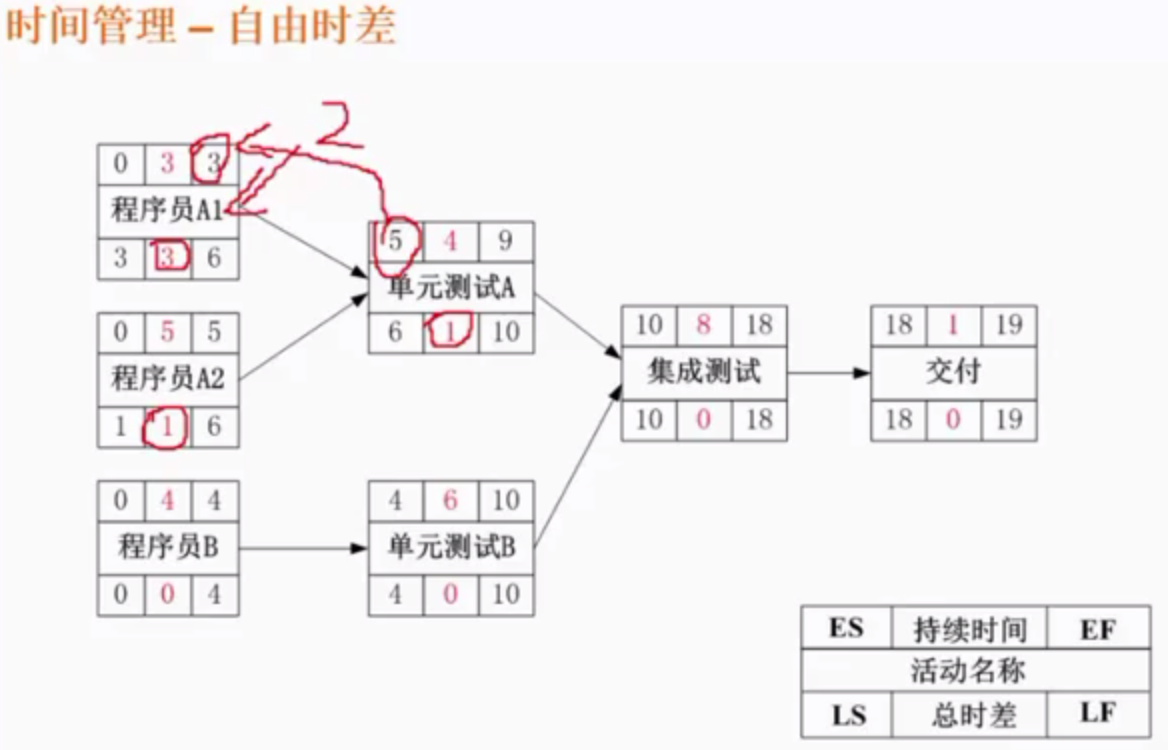 时间管理 – 自由时差
2
0 3 3
程序员A1
3 3 6
5 4 9
单元测试A
6 1 10
0 5 5
程序员A2
1 1 6
10 8 18
集成测试
10 0 18
18 1 19
交付
18 0 19
0 4 4
程序员B
0 0 4
4 6 10
单元测试B
4 0 10
ES 持续时间 EF
活动名称
LS 总时差 LF